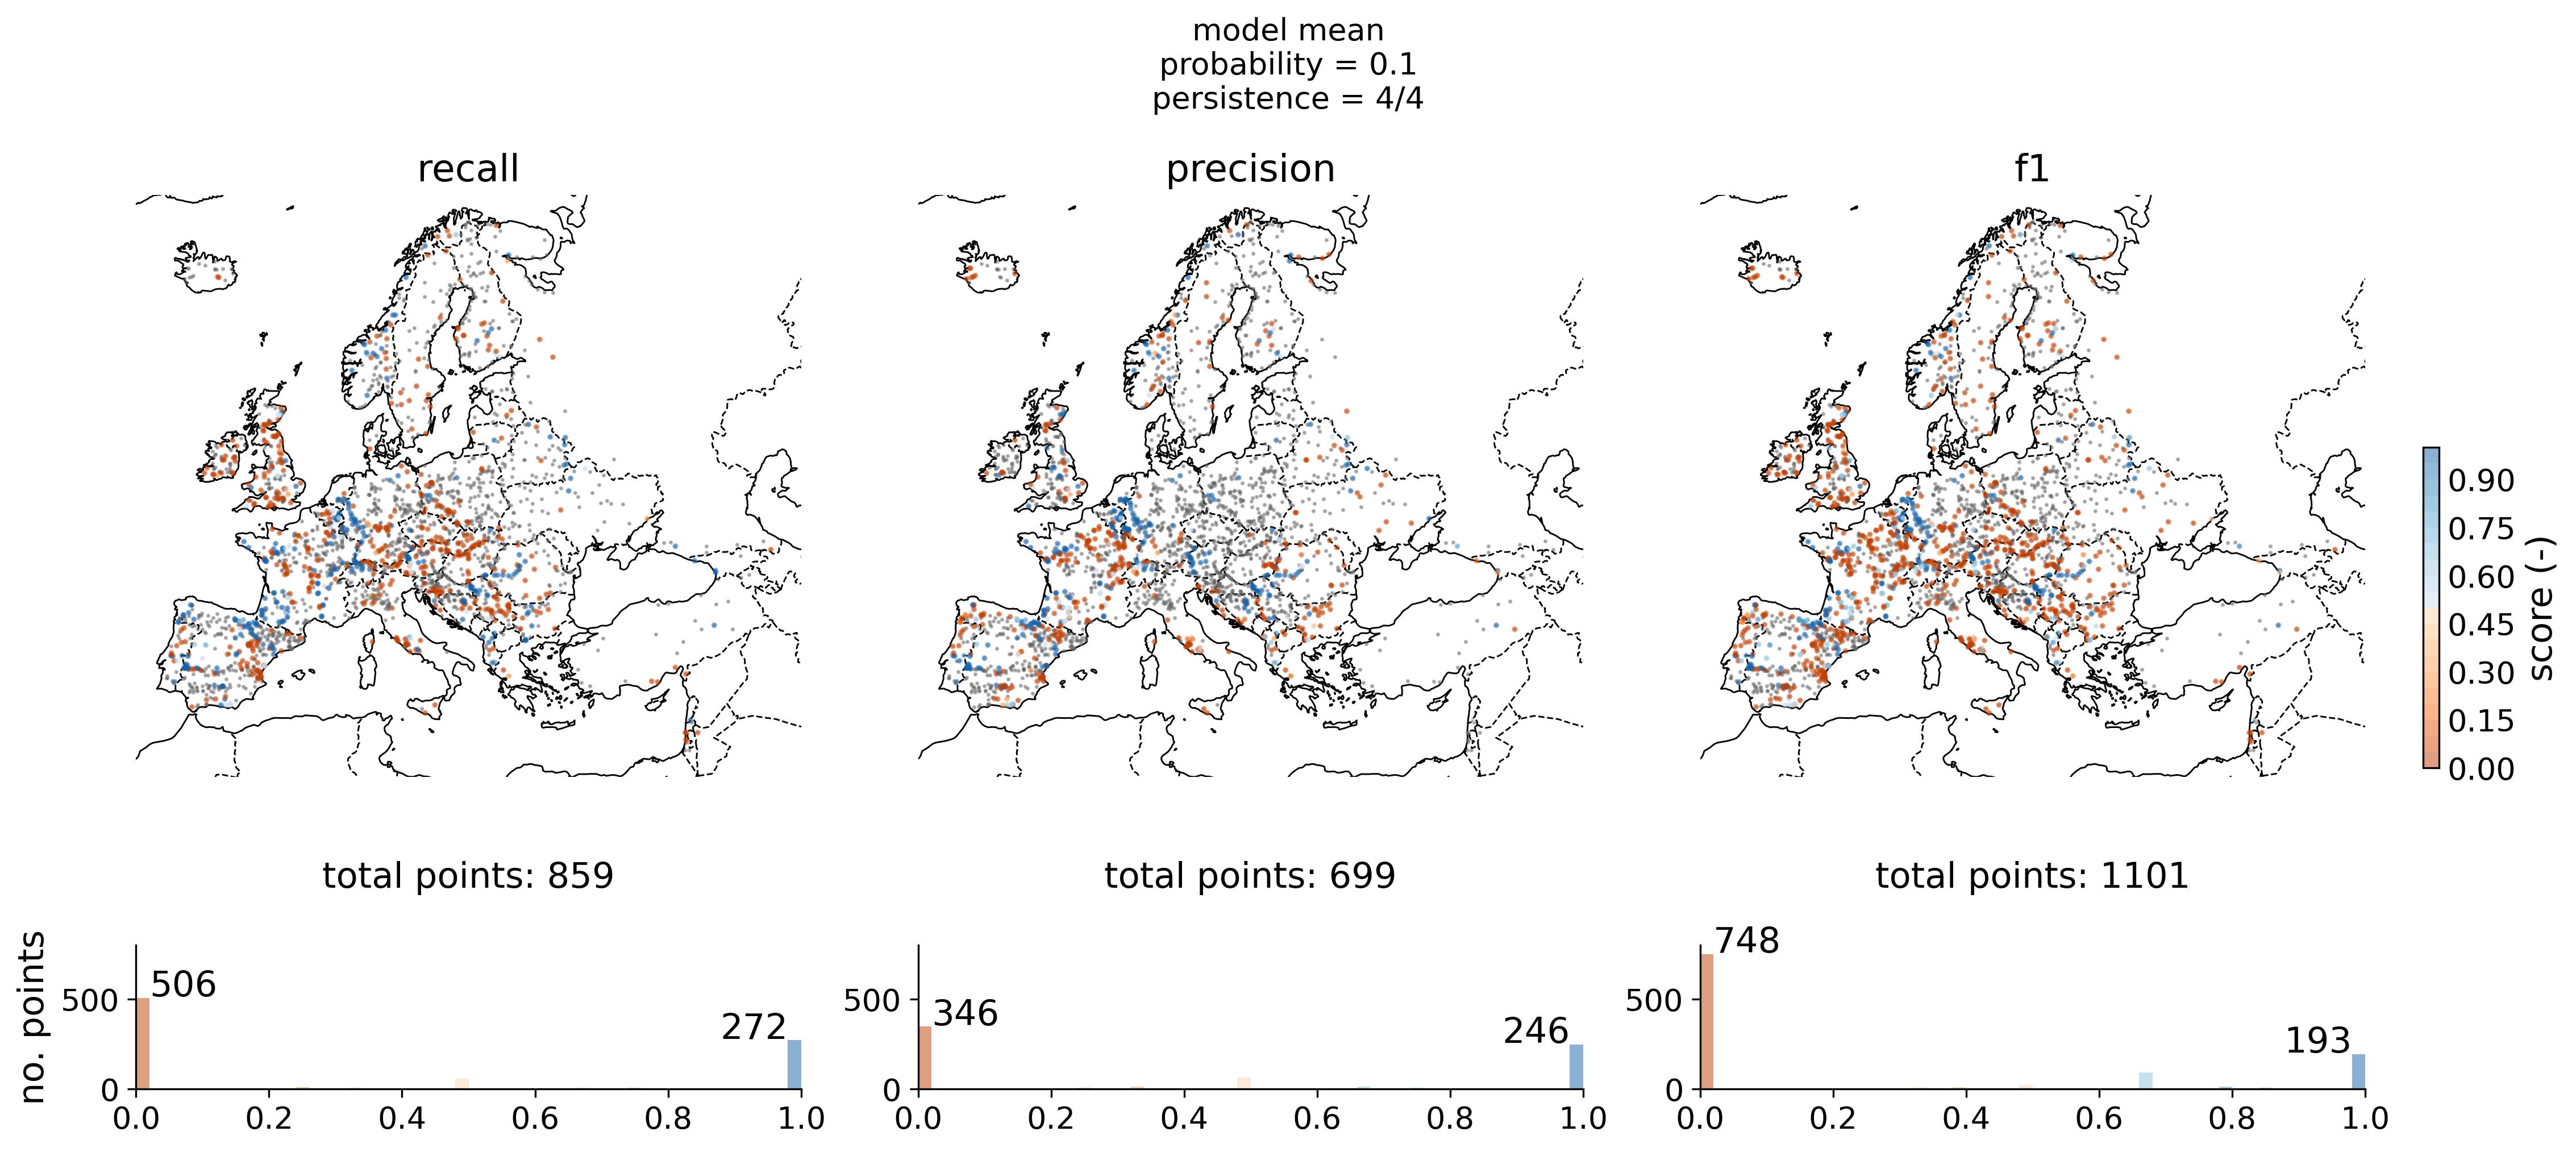 model mean
probability = 0.1
persistence = 4/4
recall
precision
f1
0.90
0.75
0.60
0.45
0.30
0.15
0.00
score (-)
total points: 859
total points: 699
total points: 1101
no. points
500
0
506
272
0.0 0.2 0.4 0.6 0.8 1.0
500
0
346
246
0.0 0.2 0.4 0.6 0.8 1.0
500
0
748
193
0.0 0.2 0.4 0.6 0.8 1.0